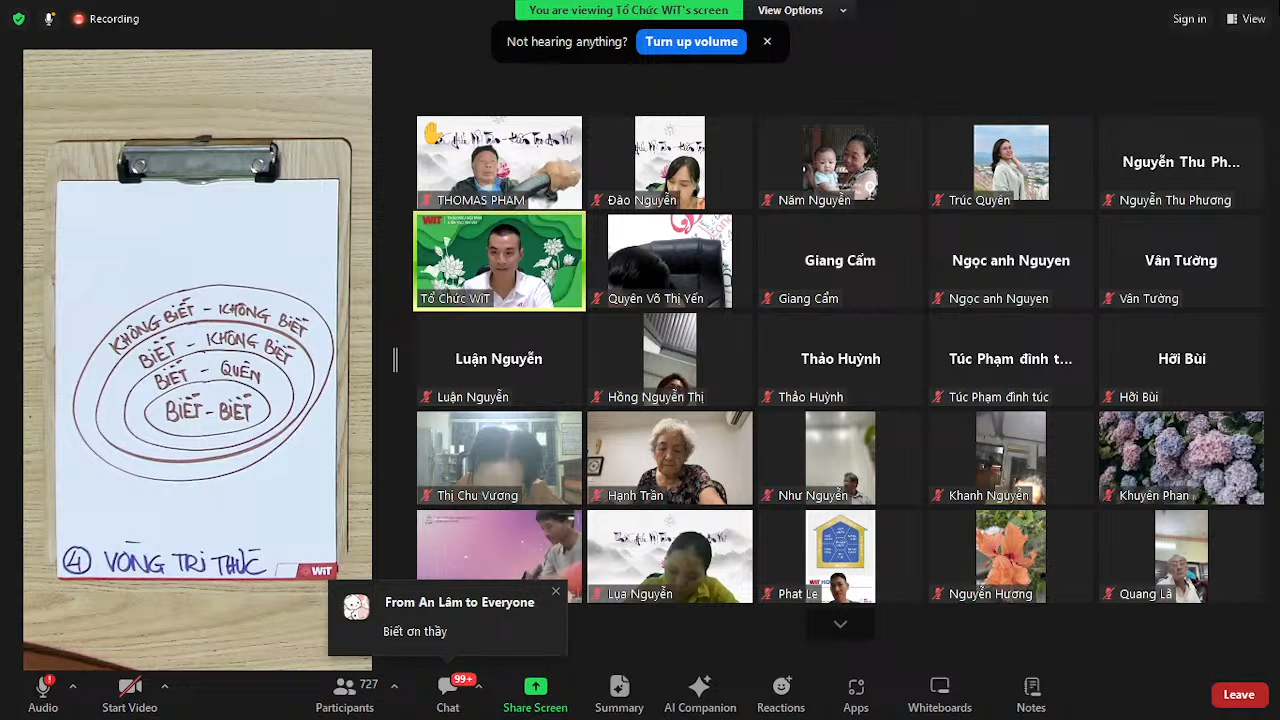 Recording
You are viewing Tổ Chức WiT's screen
View Options
Sign in
View
Not hearing anything?
Turn up volume
KHÔNG BIẾT - KHÔNG BIẾT
BIẾT - KHÔNG BIẾT
BIẾT - QUÊN
BIẾT - BIẾT
④ VÒNG TRI THỨC
WiT
THOMAS PHAM
Đào Nguyễn
Năm Nguyễn
Trúc Quyên
Nguyễn Thu Ph...
Nguyễn Thu Phương
WiT
Tổ Chức WiT
Quyên Võ Thị Yến
Giang Cẩm
Giang Cẩm
Ngọc anh Nguyen
Ngọc anh Nguyen
Vân Tường
Vân Tường
Luận Nguyễn
Luận Nguyễn
Hồng Nguyễn Thị
Thảo Huỳnh
Thảo Huỳnh
Túc Phạm đình t...
Túc Phạm đình túc
Hới Bùi
Hới Bùi
Thị Chu Vương
Hạnh Trần
Khanh Nguyễn
Khuyên Phan
Lụa Nguyễn
Phat Le
Nguyễn Hương
Quang Lã
From An Lâm to Everyone
Biết ơn thầy
Audio
Start Video
Participants
727
Chat
99+
Share Screen
Summary
AI Companion
Reactions
Apps
Whiteboards
Notes
Leave